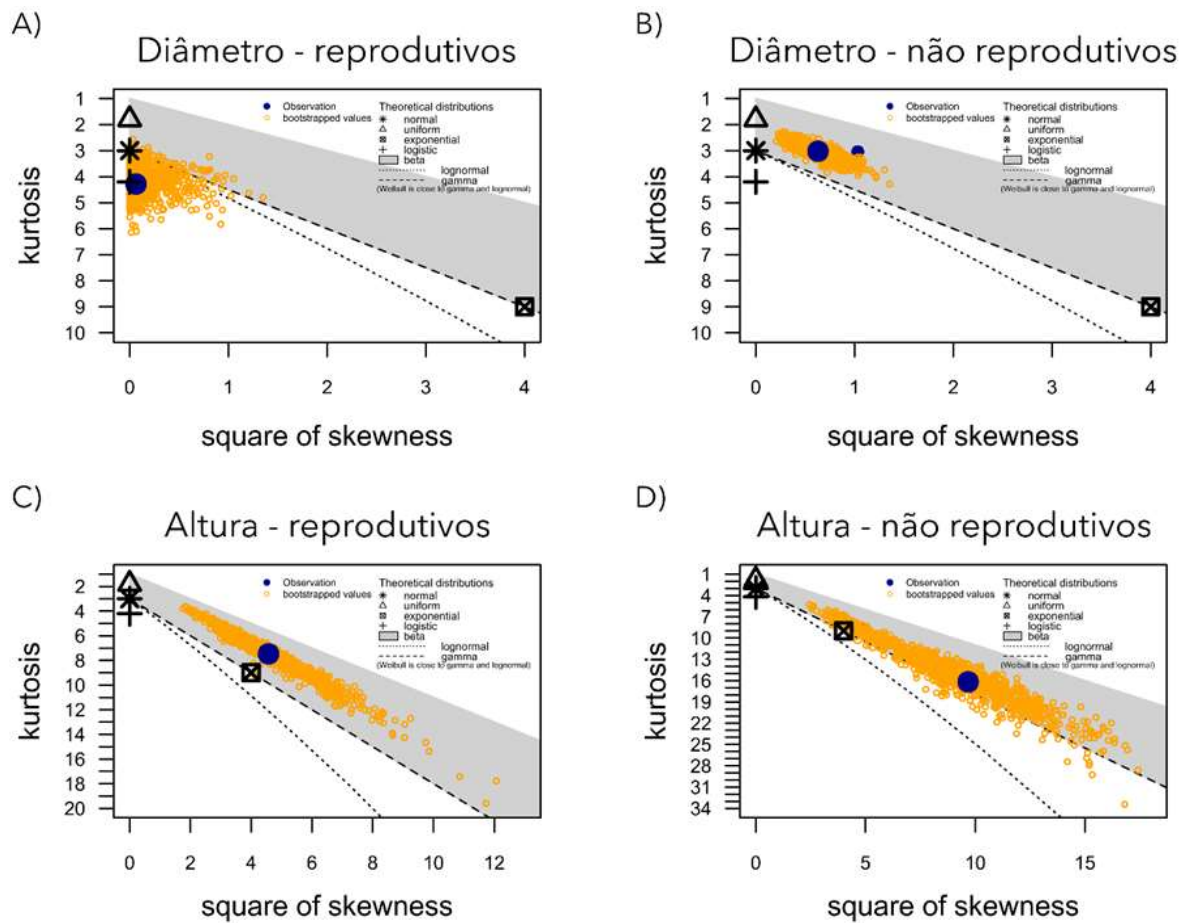 A)
Diâmetro - reprodutivos
Observation
bootstrapped values
Theoretical distributions
normal
uniform
exponential
logistic
beta
lognormal
gamma
(Weibull is close to gamma and lognormal)
kurtosis
1
2
3
4
5
6
7
8
9
10
0
1
2
3
4
square of skewness
B)
Diâmetro - não reprodutivos
Observation
bootstrapped values
Theoretical distributions
normal
uniform
exponential
logistic
beta
lognormal
gamma
(Weibull is close to gamma and lognormal)
kurtosis
1
2
3
4
5
6
7
8
9
10
0
1
2
3
4
square of skewness
C)
Altura - reprodutivos
Observation
bootstrapped values
Theoretical distributions
normal
uniform
exponential
logistic
beta
lognormal
gamma
(Weibull is close to gamma and lognormal)
kurtosis
2
4
6
8
10
12
14
16
18
20
0
2
4
6
8
10
12
square of skewness
D)
Altura - não reprodutivos
Observation
bootstrapped values
Theoretical distributions
normal
uniform
exponential
logistic
beta
lognormal
gamma
(Weibull is close to gamma and lognormal)
kurtosis
1
4
7
10
13
16
19
22
25
28
31
34
0
5
10
15
square of skewness